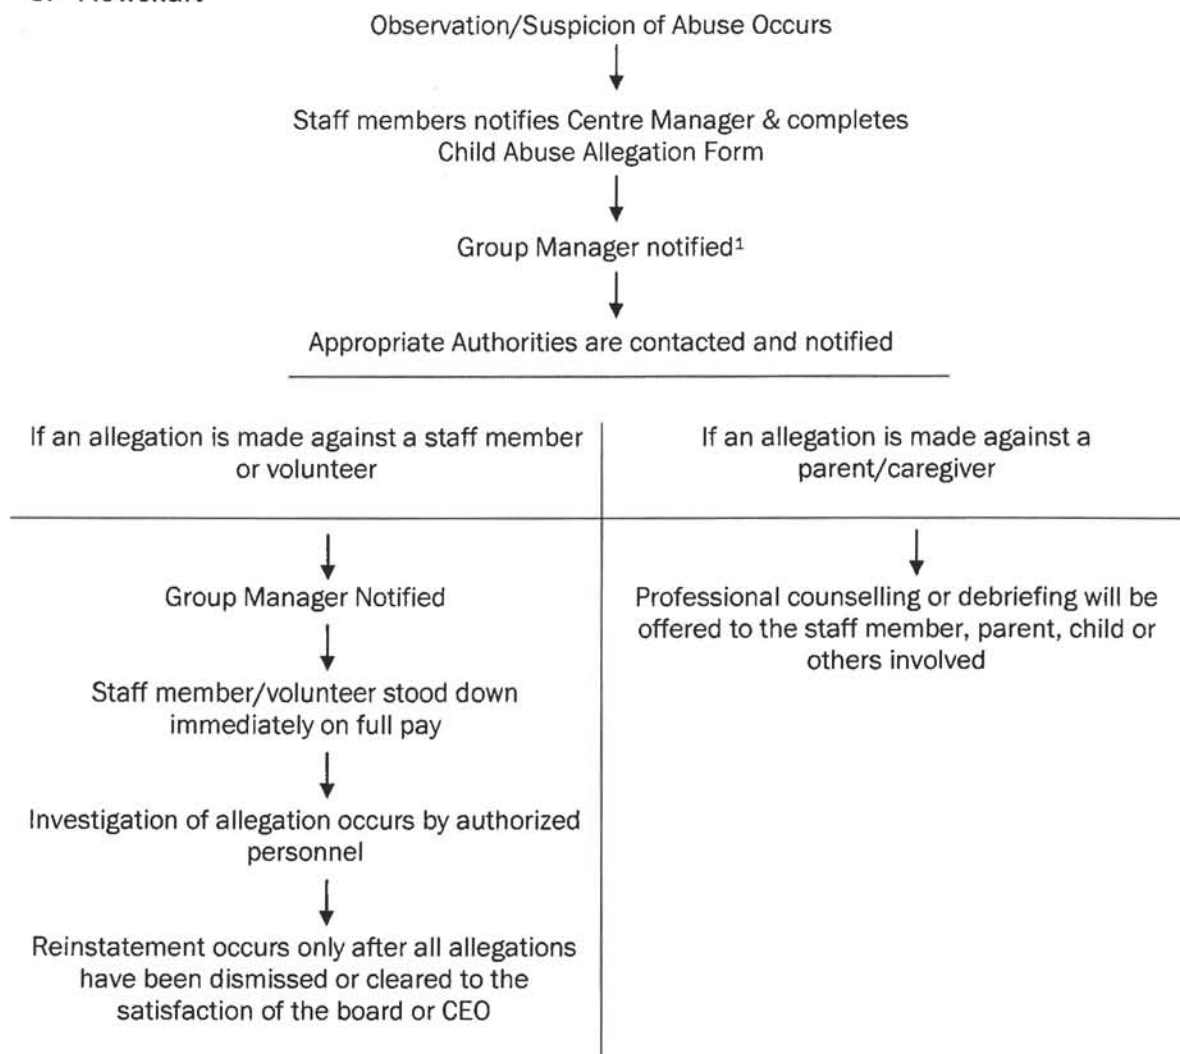 Observation/Suspicion of Abuse Occurs
Staff members notifies Centre Manager & completes
Child Abuse Allegation Form
Group Manager notified¹
Appropriate Authorities are contacted and notified
If an allegation is made against a staff member
or volunteer
If an allegation is made against a
parent/caregiver
Group Manager Notified
Staff member/volunteer stood down
immediately on full pay
Investigation of allegation occurs by authorized
personnel
Reinstatement occurs only after all allegations
have been dismissed or cleared to the
satisfaction of the board or CEO
Professional counselling or debriefing will be
offered to the staff member, parent, child or
others involved